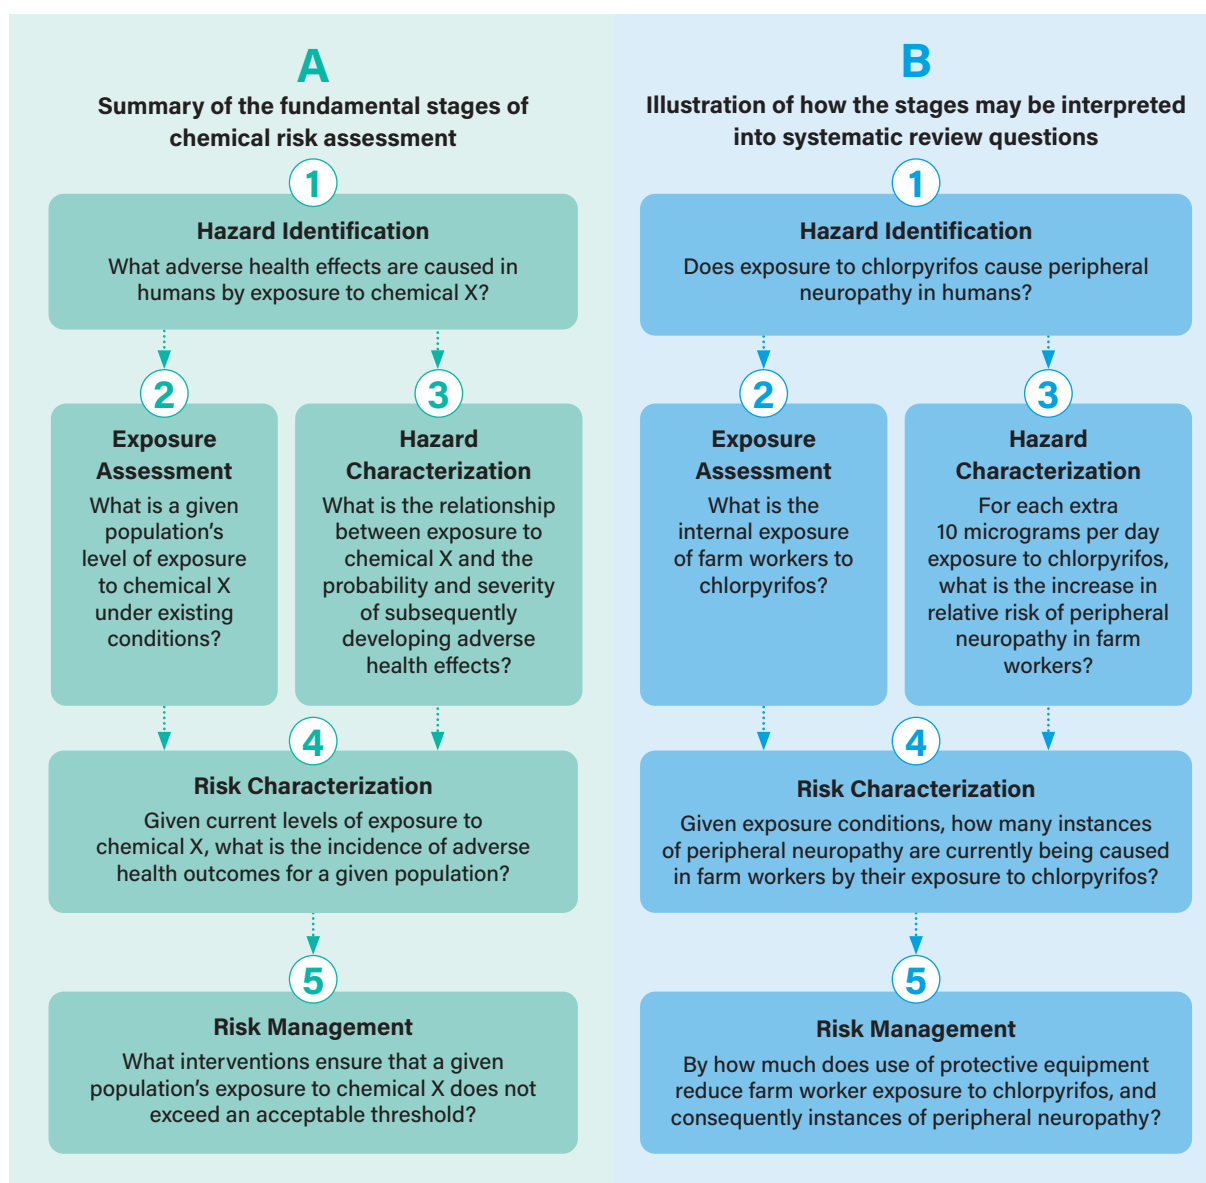 A
Summary of the fundamental stages of
chemical risk assessment
1
Hazard Identification
What adverse health effects are caused in
humans by exposure to chemical X?
2
Exposure
Assessment
What is a given
population's
level of exposure
to chemical X
under existing
conditions?
3
Hazard
Characterization
What is the relationship
between exposure to
chemical X and the
probability and severity
of subsequently
developing adverse
health effects?
4
Risk Characterization
Given current levels of exposure to
chemical X, what is the incidence of adverse
health outcomes for a given population?
5
Risk Management
What interventions ensure that a given
population's exposure to chemical X does not
exceed an acceptable threshold?
B
Illustration of how the stages may be interpreted
into systematic review questions
1
Hazard Identification
Does exposure to chlorpyrifos cause peripheral
neuropathy in humans?
2
Exposure
Assessment
What is the
internal exposure
of farm workers to
chlorpyrifos?
3
Hazard
Characterization
For each extra
10 micrograms per day
exposure to chlorpyrifos,
what is the increase in
relative risk of peripheral
neuropathy in farm
workers?
4
Risk Characterization
Given exposure conditions, how many instances
of peripheral neuropathy are currently being caused
in farm workers by their exposure to chlorpyrifos?
5
Risk Management
By how much does use of protective equipment
reduce farm worker exposure to chlorpyrifos, and
consequently instances of peripheral neuropathy?